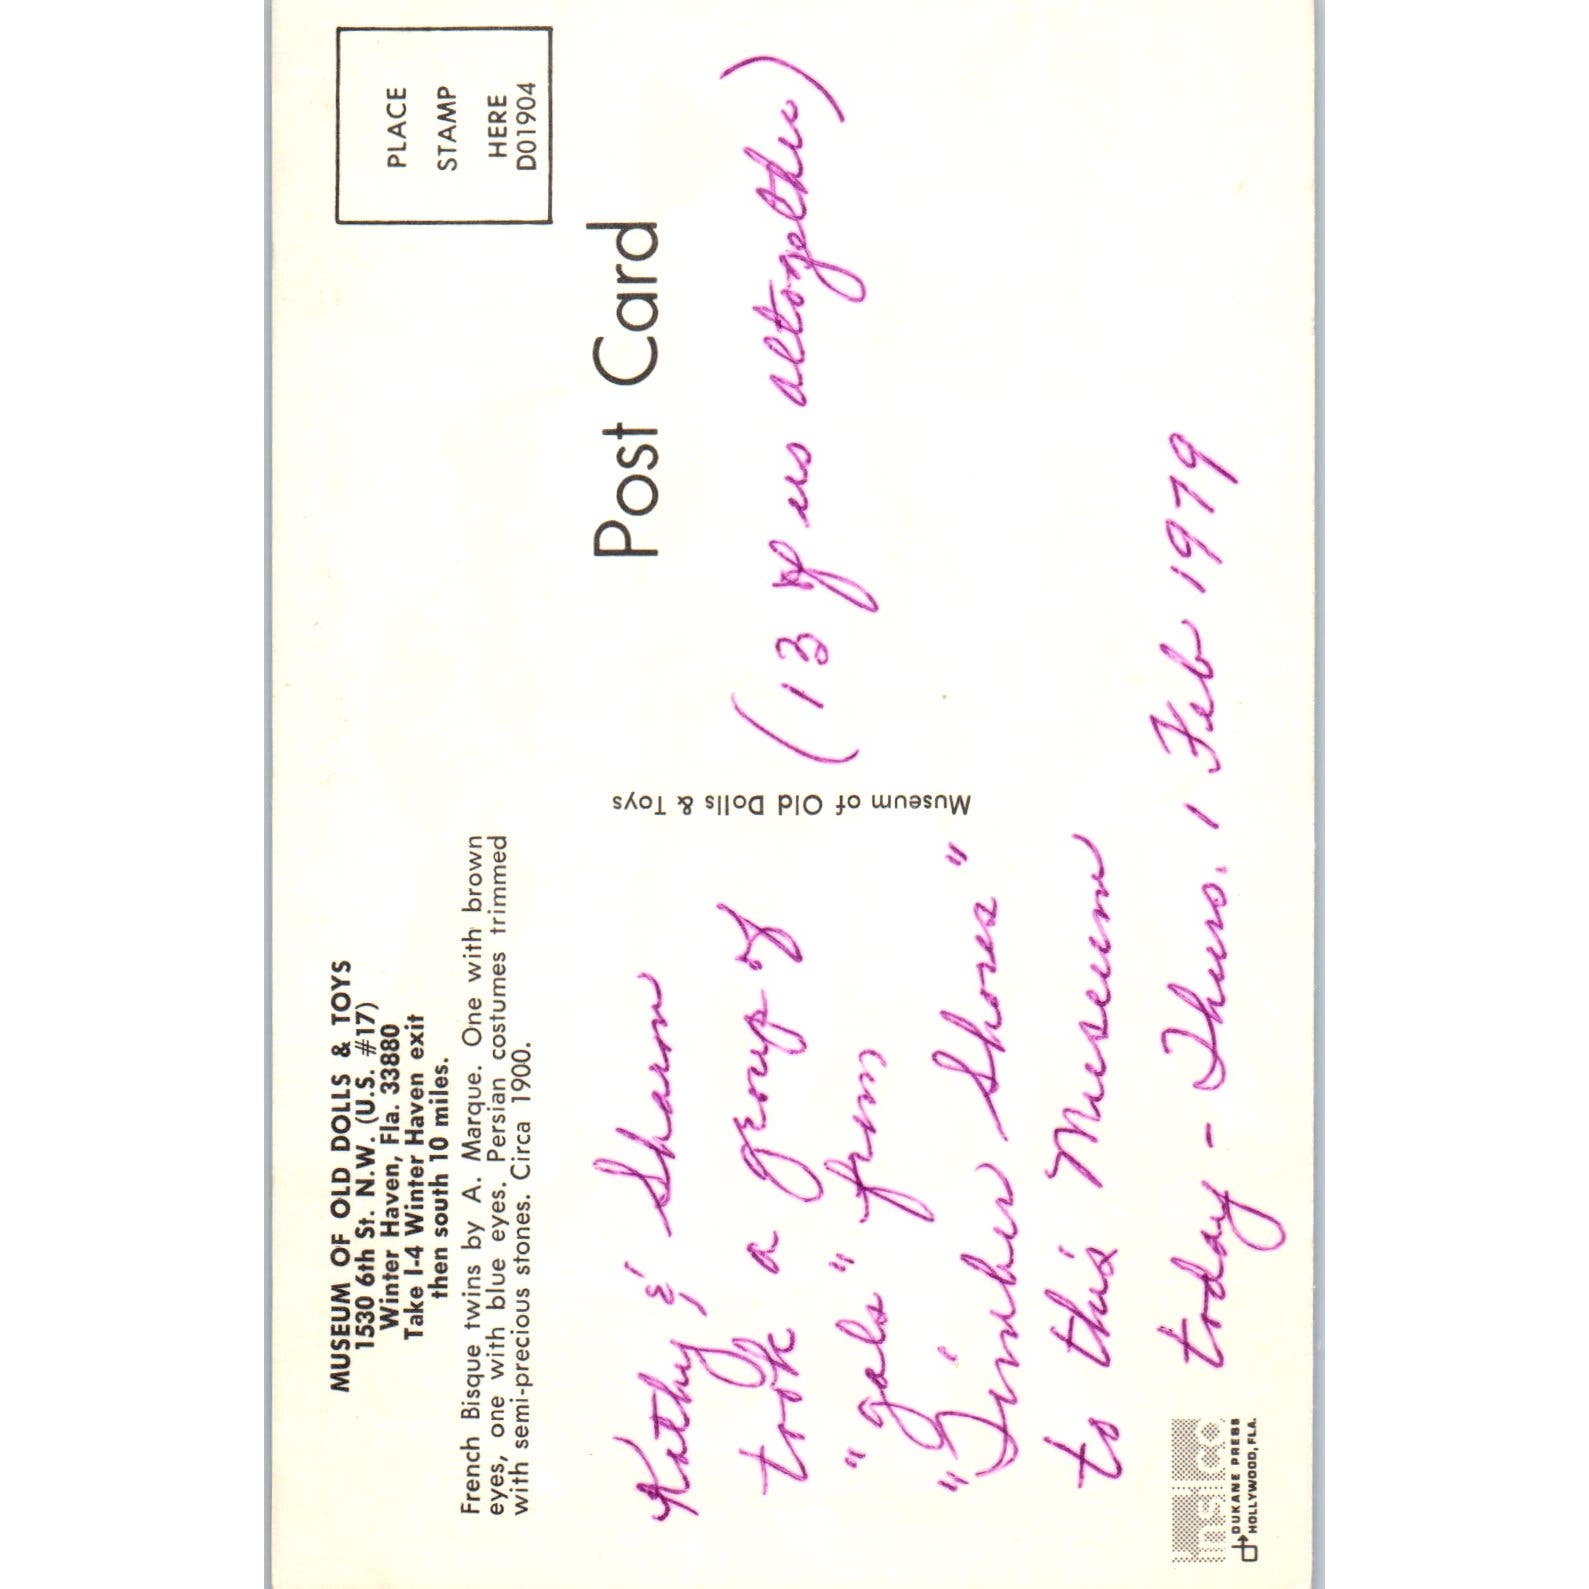 MUSEUM OF OLD DOLLS & TOYS
1530 6th St. N.W. (U.S. #17)
Winter Haven, Fla. 33880
Take I-4 Winter Haven exit
then south 10 miles.
French Bisque twins by A. Marque. One with brown
eyes, one with blue eyes. Persian costumes trimmed
with semi-precious stones. Circa 1900.
PLACE
STAMP
HERE
D01904
Post Card
Museum of Old Dolls & Toys
Kathy & Sharon
took a group of (13 of us altogether)
"gals" from
"Timber Shores"
to this Museum
today - Thurs. 1 Feb 1979
DUKANE PRESS
HOLLYWOOD, FLA.